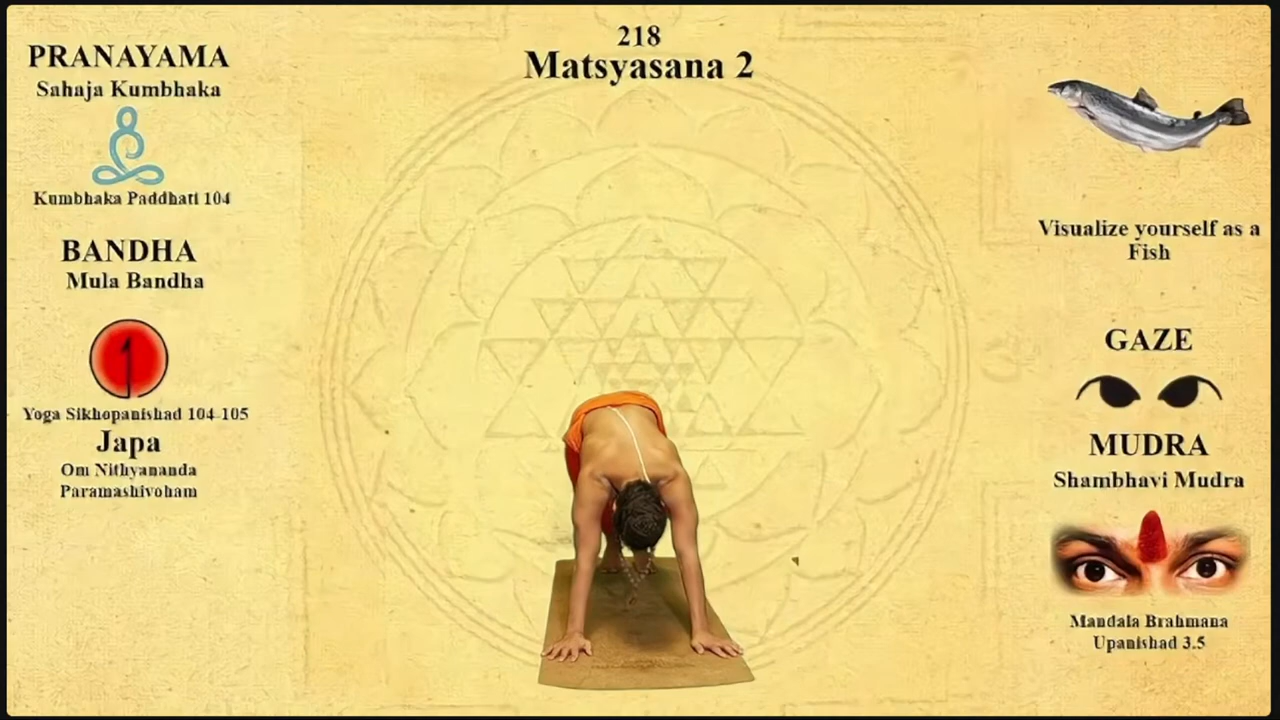 218
Matsyasana 2
PRANAYAMA
Sahaja Kumbhaka
Kumbhaka Paddhati 104
BANDHA
Mula Bandha
Yoga Sikhopanishad 104-105
Japa
Om Nithyananda
Paramashivoham
Visualize yourself as a
Fish
GAZE
MUDRA
Shambhavi Mudra
Mandala Brahmana
Upanishad 3.5